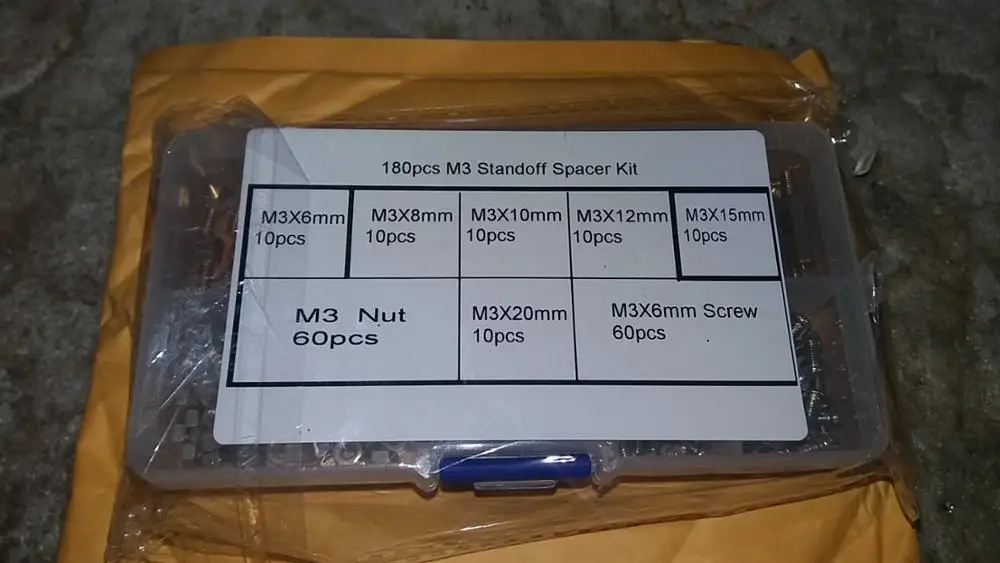 180pcs M3 Standoff Spacer Kit
M3X6mm
10pcs
M3X8mm
10pcs
M3X10mm
10pcs
M3X12mm
10pcs
M3X15mm
10pcs
M3 Nut
60pcs
M3X20mm
10pcs
M3X6mm Screw
60pcs